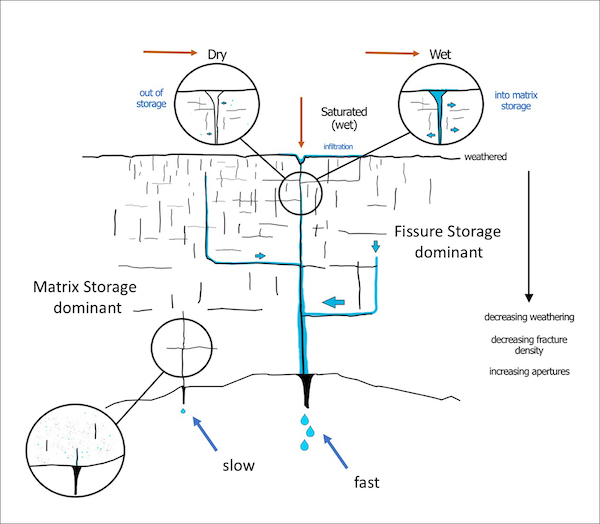 Dry
Wet
out of
storage
into matrix
storage
Saturated
(wet)
infiltration
weathered
Fissure Storage
dominant
Matrix Storage
dominant
decreasing weathering
decreasing fracture
density
increasing apertures
slow
fast